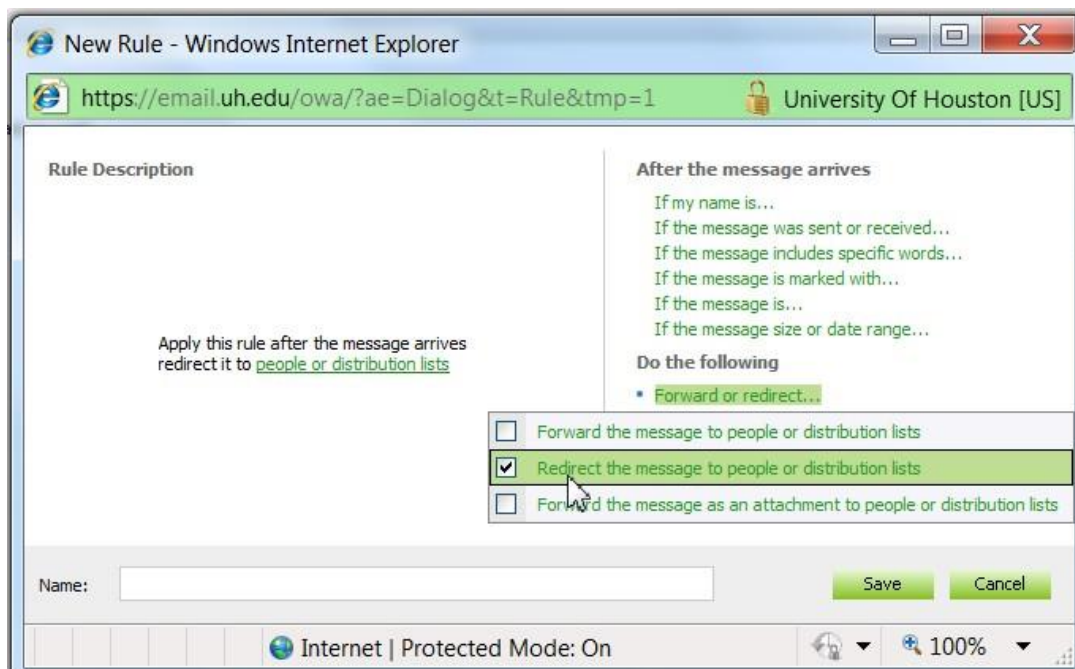 New Rule - Windows Internet Explorer
https://email.uh.edu/owa/?ae=Dialog&t=Rule&tmp=1
University Of Houston [US]
Rule Description
Apply this rule after the message arrives
redirect it to people or distribution lists
After the message arrives
If my name is...
If the message was sent or received...
If the message includes specific words...
If the message is marked with...
If the message is...
If the message size or date range...
Do the following
Forward or redirect...
Forward the message to people or distribution lists
Redirect the message to people or distribution lists
Forward the message as an attachment to people or distribution lists
Name:
Save
Cancel
Internet | Protected Mode: On
100%